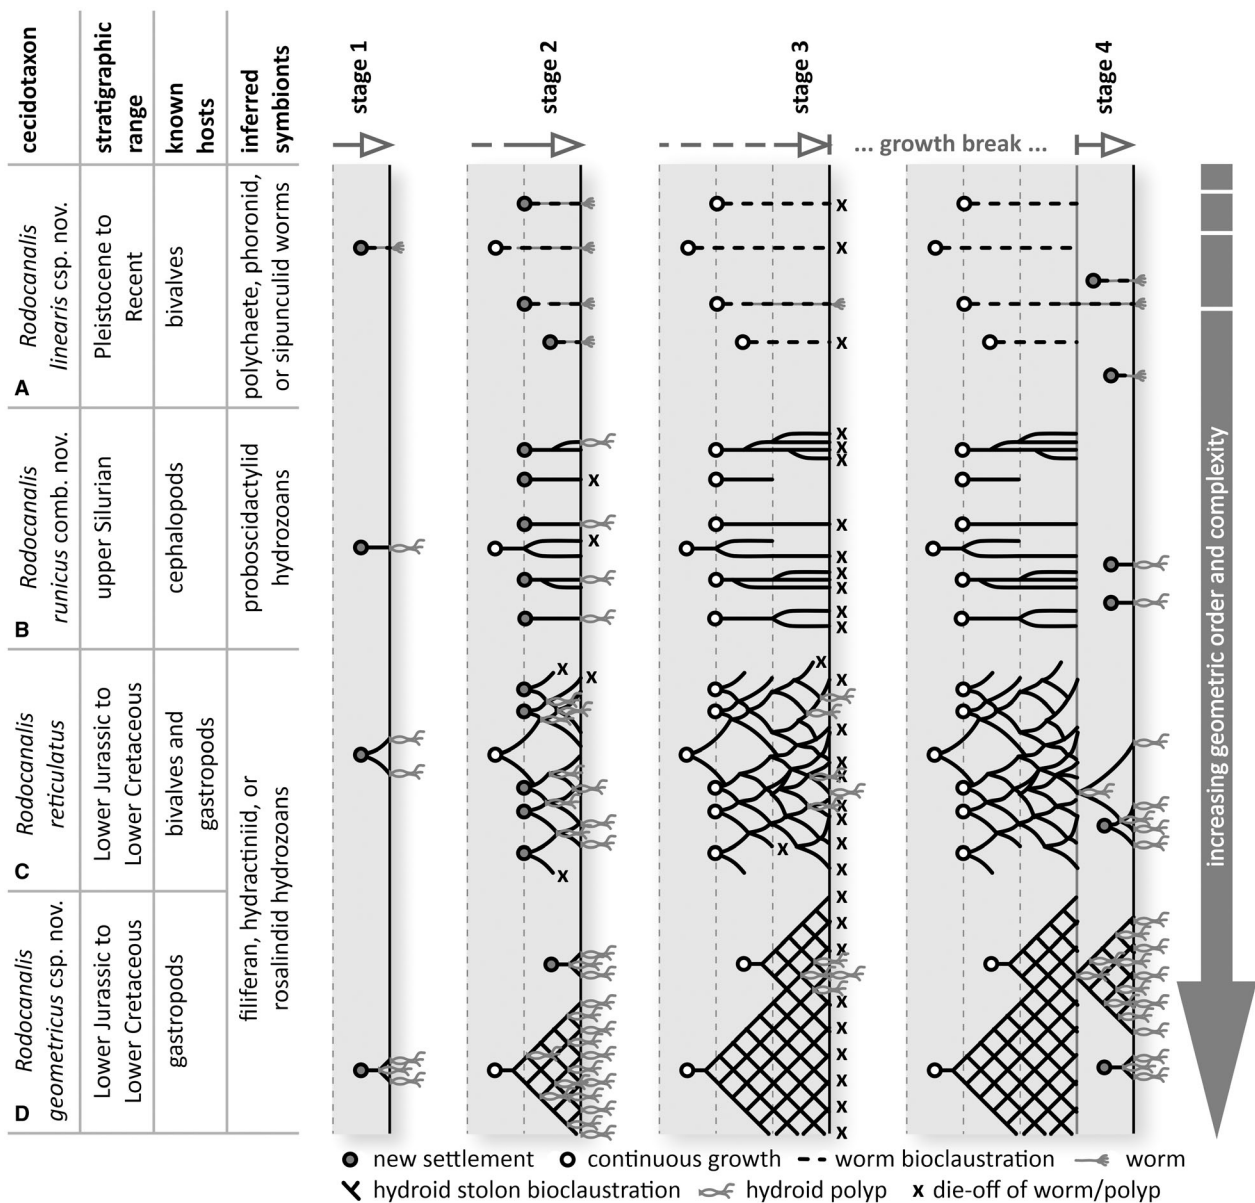 cecidotaxon
stratigraphic
range
known
hosts
inferred
symbionts
stage 1
stage 2
stage 3
stage 4
... growth break ...
Rodocanalis
linearis csp. nov.
A
Pleistocene to
Recent
bivalves
polychaete, phoronid,
or sipunculid worms
x
x
x
Rodocanalis
runicus comb. nov.
B
upper Silurian
cephalopods
proboscidactylid
hydrozoans
x
x
x
x
x
x
x
x
x
x
x
x
Rodocanalis
reticulatus
C
Lower Jurassic to
Lower Cretaceous
bivalves and
gastropods
filiferan, hydractiniid, or
rosalindid hydrozoans
x
x
x
x
x
x
x
x
x
x
x
x
x
x
Rodocanalis
geometricus csp. nov.
D
Lower Jurassic to
Lower Cretaceous
gastropods
x
x
x
x
x
x
x
x
x
increasing geometric order and complexity
new settlement
continuous growth
worm bioclaustration
worm
hydroid stolon bioclaustration
hydroid polyp
x die-off of worm/polyp